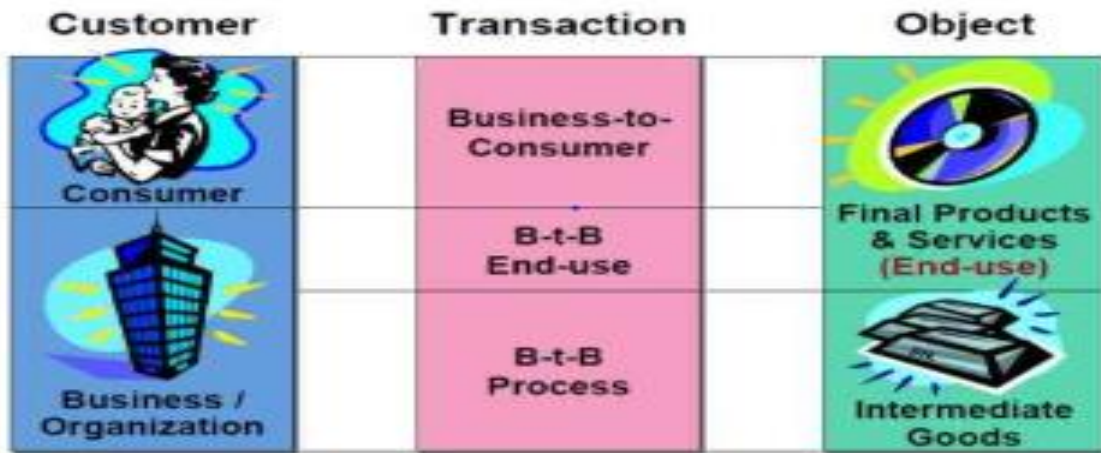 Customer Transaction Object
Consumer
Business /
Organization
Business-to-
Consumer
B-t-B
End-use
B-t-B
Process
Final Products
& Services
(End-use)
Intermediate
Goods